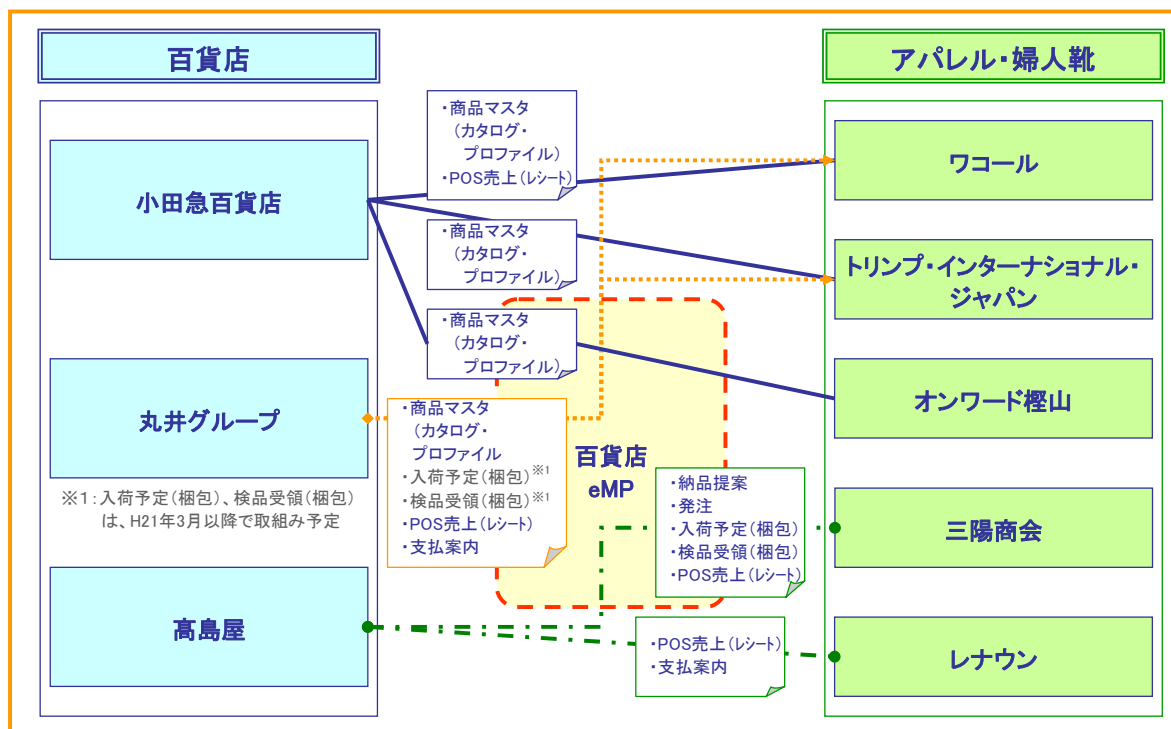 百貨店
アパレル・婦人靴
小田急百貨店
丸井グループ
※1:入荷予定(梱包)、検品受領(梱包)
は、H21年3月以降で取組み予定
髙島屋
・商品マスタ
(カタログ・
プロファイル)
・POS売上(レシート)
・商品マスタ
(カタログ・
プロファイル)
・商品マスタ
(カタログ・
プロファイル)
・商品マスタ
(カタログ・
プロファイル
・入荷予定(梱包)※1
・検品受領(梱包)※1
・POS売上(レシート)
・支払案内
百貨店
eMP
・納品提案
・発注
・入荷予定(梱包)
・検品受領(梱包)
・POS売上(レシート)
・POS売上(レシート)
・支払案内
ワコール
トリンプ・インターナショナル・
ジャパン
オンワード樫山
三陽商会
レナウン